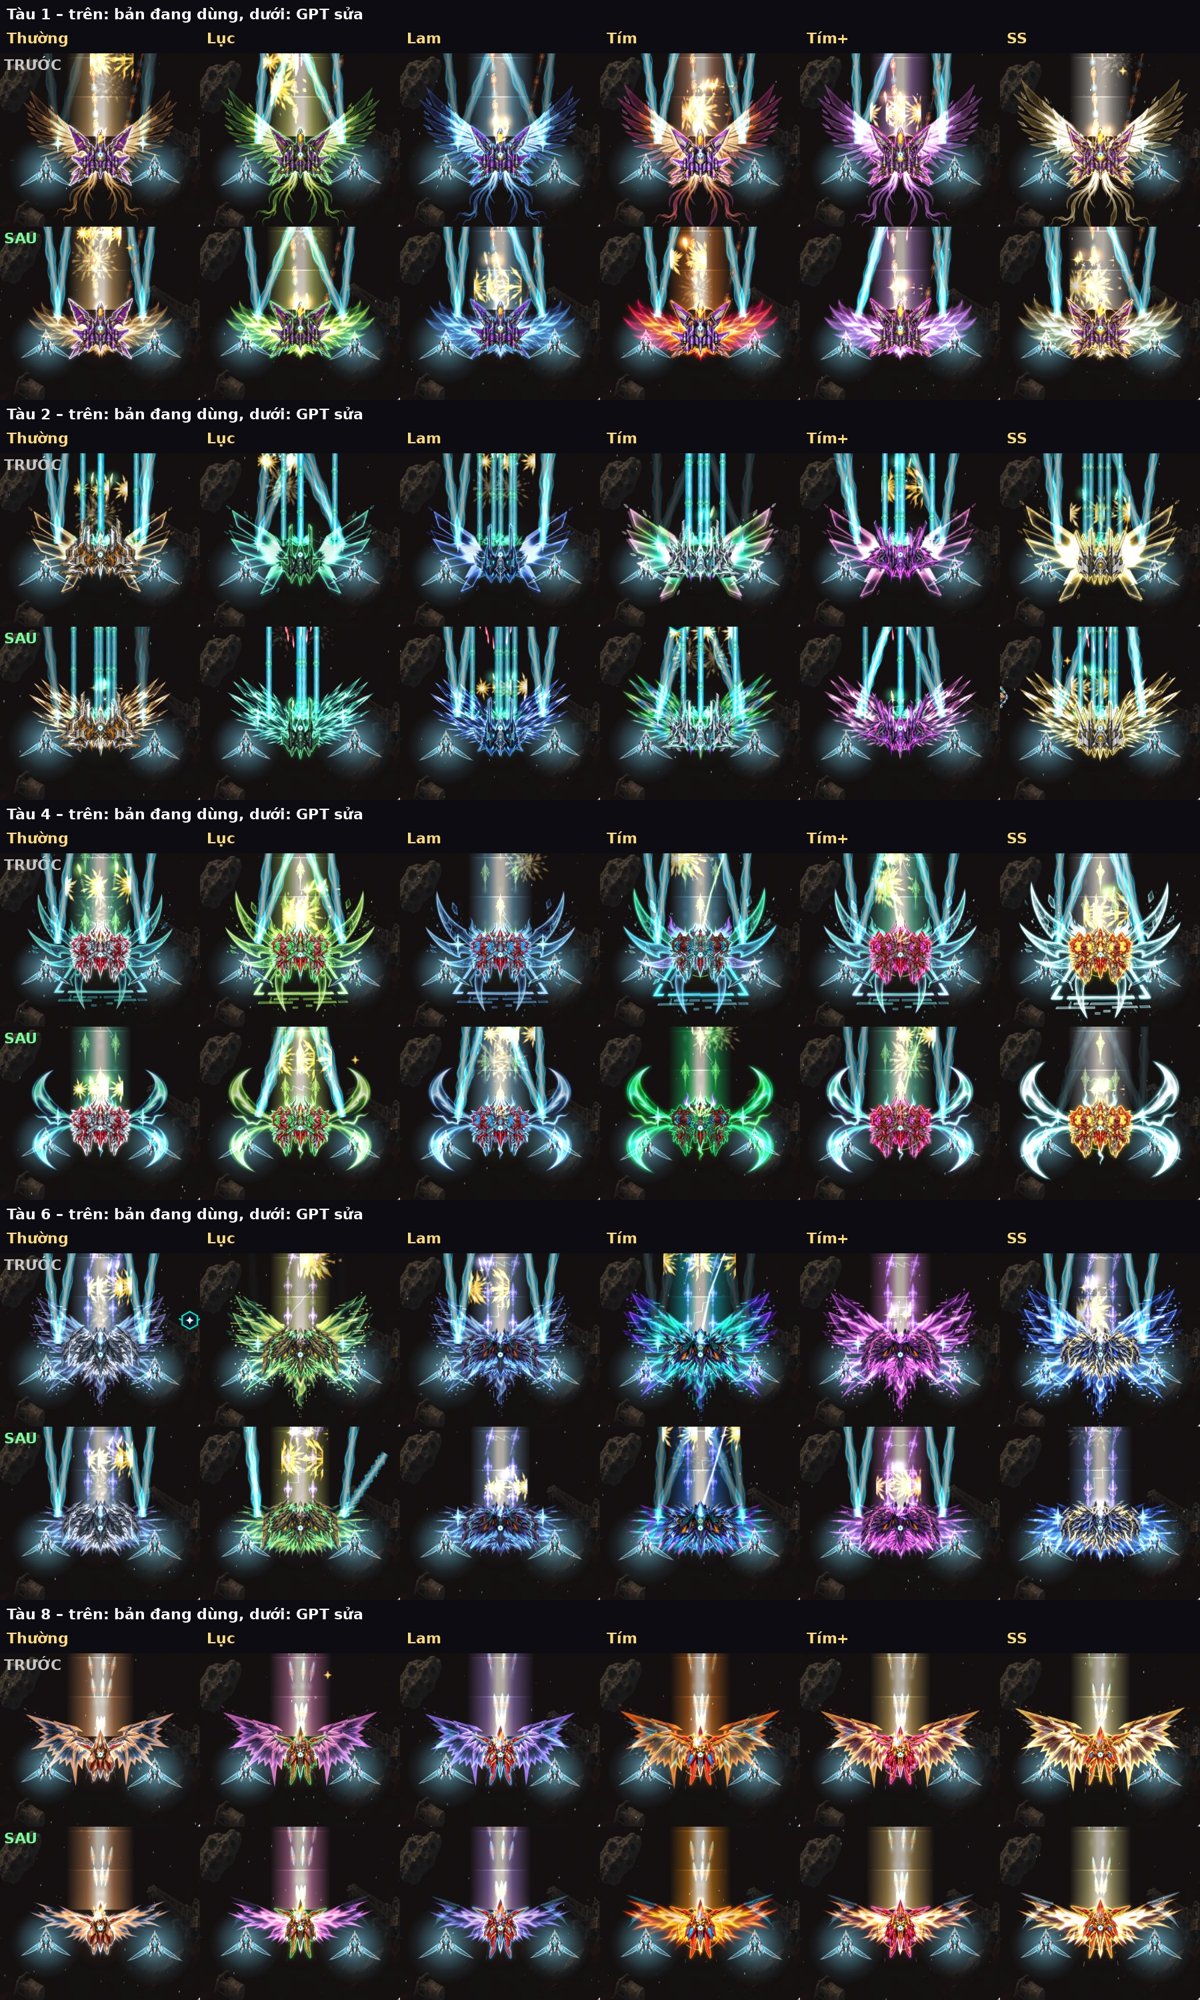 Tàu 1 – trên: bản đang dùng, dưới: GPT sửa
Thường Lục Lam Tím Tím+ SS
TRƯỚC
SAU
Tàu 2 – trên: bản đang dùng, dưới: GPT sửa
Thường Lục Lam Tím Tím+ SS
TRƯỚC
SAU
Tàu 4 – trên: bản đang dùng, dưới: GPT sửa
Thường Lục Lam Tím Tím+ SS
TRƯỚC
SAU
Tàu 6 – trên: bản đang dùng, dưới: GPT sửa
Thường Lục Lam Tím Tím+ SS
TRƯỚC
SAU
Tàu 8 – trên: bản đang dùng, dưới: GPT sửa
Thường Lục Lam Tím Tím+ SS
TRƯỚC
SAU